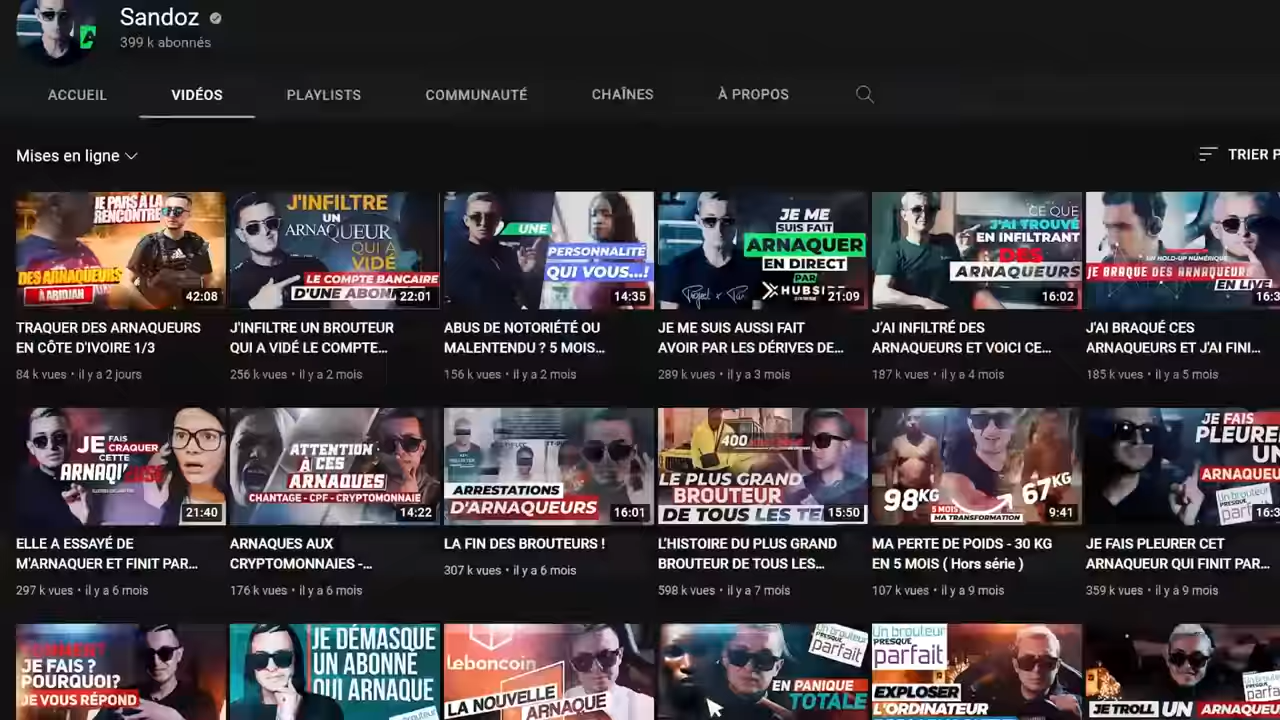 Sandoz
399 k abonnés
ACCUEIL VIDÉOS PLAYLISTS COMMUNAUTÉ CHAÎNES À PROPOS
Mises en ligne
TRIER P
JE PARS À LA
RENCONTRE
DES ARNAQUEURS
À ABIDJAN
42:08
J'INFILTRE
UN
ARNAQUEUR
QUI A
VIDÉ
LE COMPTE BANCAIRE
D'UNE ABON
22:01
UNE
PERSONNALITÉ
QUI VOUS...!
14:35
JE ME
SUIS FAIT
ARNAQUER
EN DIRECT
PAR
HUBSI
21:09
CE QUE
J'AI TROUVÉ
EN INFILTRANT
DES
ARNAQUEURS
16:02
UN HOLD-UP NUMÉRIQUE
JE BRAQUE DES ARNAQUEURS
EN LIVE
16:3
TRAQUER DES ARNAQUEURS
EN CÔTE D'IVOIRE 1/3
84 k vues • il y a 2 jours
J'INFILTRE UN BROUTEUR
QUI A VIDÉ LE COMPTE...
256 k vues • il y a 2 mois
ABUS DE NOTORIÉTÉ OU
MALENTENDU ? 5 MOIS...
156 k vues • il y a 2 mois
JE ME SUIS AUSSI FAIT
AVOIR PAR LES DÉRIVES DE...
289 k vues • il y a 3 mois
J'AI INFILTRÉ DES
ARNAQUEURS ET VOICI CE...
187 k vues • il y a 4 mois
J'AI BRAQUÉ CES
ARNAQUEURS ET J'AI FINI...
185 k vues • il y a 5 mois
JE FAIS
CRAQUER
CETTE
21:40
ATTENTION
À CES
ARNAQUES
CHANTAGE - CPF - CRYPTOMONNAIE
14:22
ARRESTATIONS
D'ARNAQUEURS
16:01
400
LE PLUS GRAND
BROUTEUR
DE TOUS LES TE
15:50
98KG
67KG
5 MOIS
MA TRANSFORMATION
9:41
JE FAIS
PLEURER
UN
ARNAQUEU
Un brouteur
PRESQUE
parf
16:3
ELLE A ESSAYÉ DE
M'ARNAQUER ET FINIT PAR...
297 k vues • il y a 6 mois
ARNAQUES AUX
CRYPTOMONNAIES -...
176 k vues • il y a 6 mois
LA FIN DES BROUTEURS !
307 k vues • il y a 6 mois
L'HISTOIRE DU PLUS GRAND
BROUTEUR DE TOUS LES...
598 k vues • il y a 7 mois
MA PERTE DE POIDS - 30 KG
EN 5 MOIS ( Hors série )
107 k vues • il y a 9 mois
JE FAIS PLEURER CET
ARNAQUEUR QUI FINIT PAR...
359 k vues • il y a 9 mois
COMMENT
JE FAIS ?
POURQUOI?
JE VOUS RÉPOND
JE DÉMASQUE
UN ABONNÉ
QUI ARNAQUE
leboncoin
LA NOUVELLE
ARNAQUE
Un brouteur
PRESQUE
parfait
EN PANIQUE
TOTALE
Un brouteur
PRESQUE
parfait
EXPLOSER
L'ORDINATEUR
Un brouteur
PRESQUE
parfa
JE TROLL UN ARNAQUEU